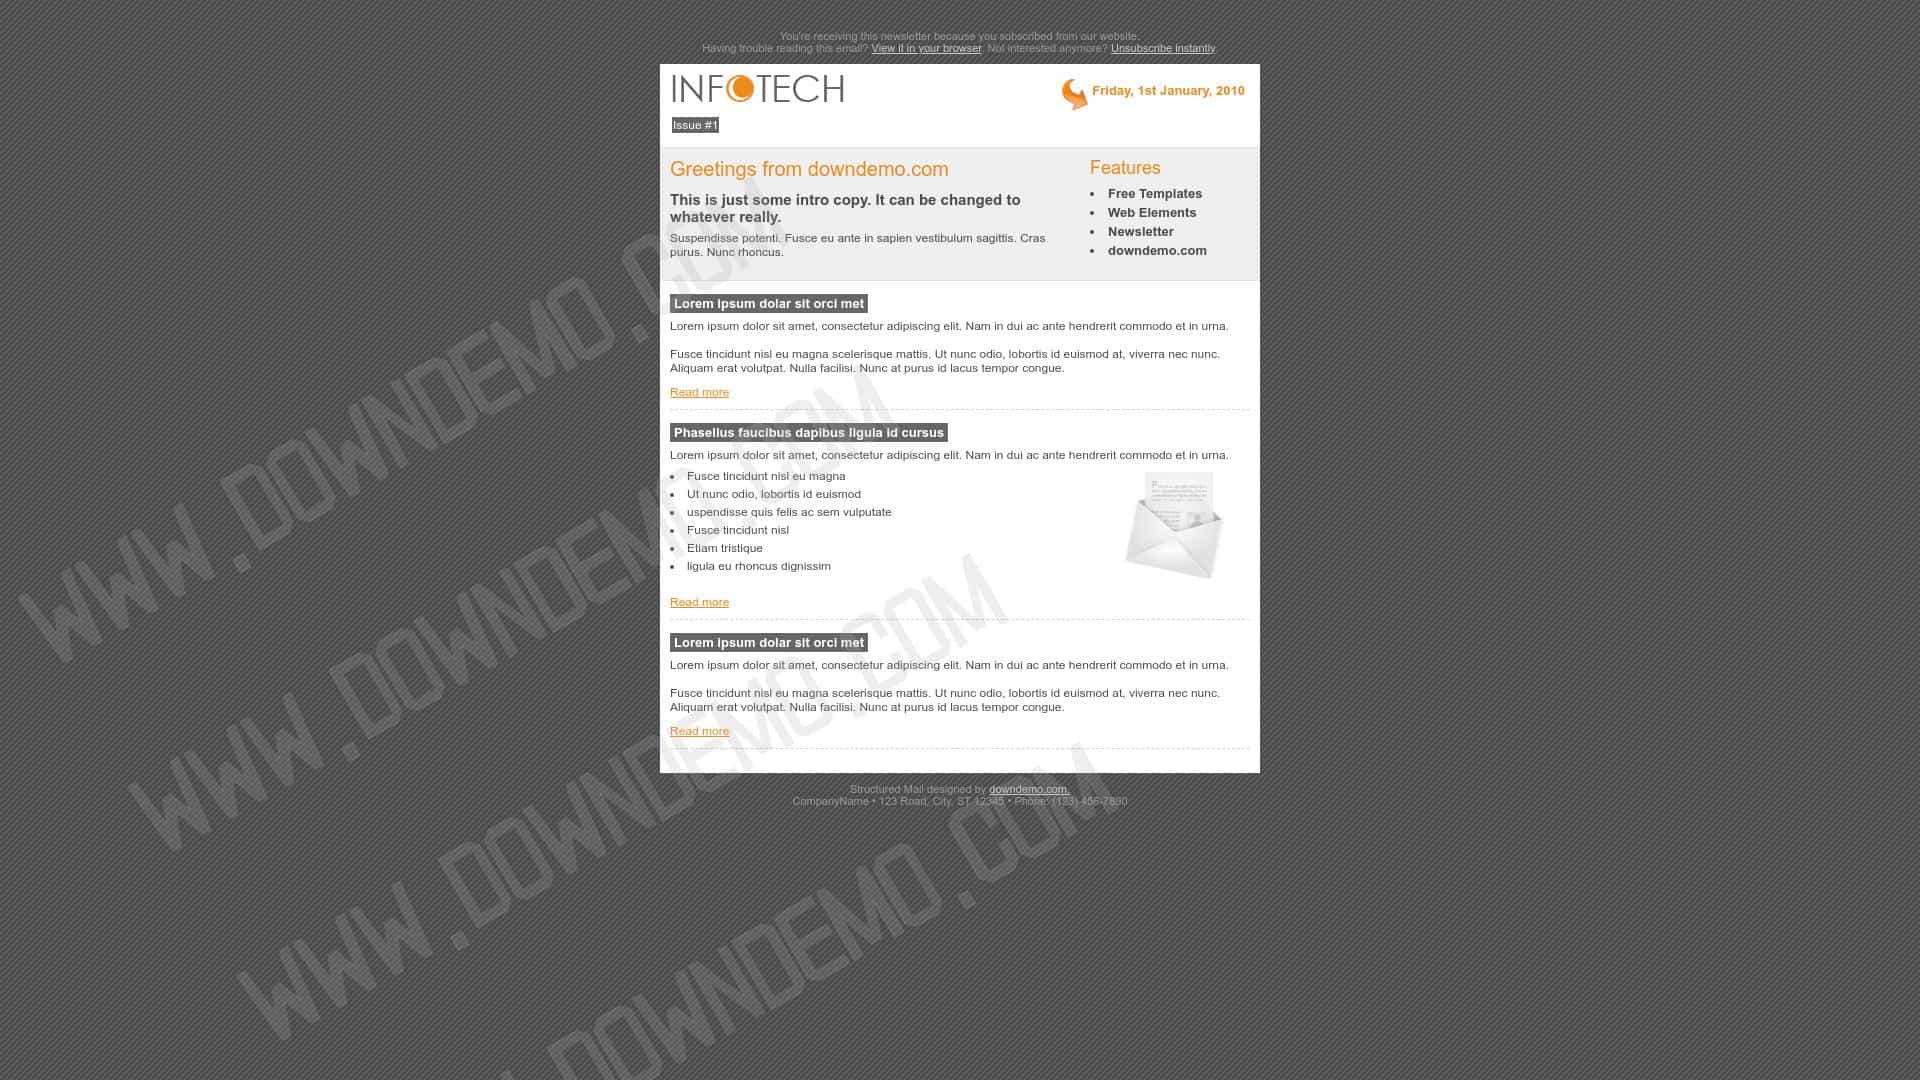 You're receiving this newsletter because you subscribed from our website.
Having trouble reading this email? View it in your browser. Not interested anymore? Unsubscribe instantly.
INFOTECH
Friday, 1st January, 2010
Issue #1
Greetings from downdemo.com
This is just some intro copy. It can be changed to
whatever really.
Suspendisse potenti. Fusce eu ante in sapien vestibulum sagittis. Cras
purus. Nunc rhoncus.
Features
• Free Templates
• Web Elements
• Newsletter
• downdemo.com
Lorem ipsum dolar sit orci met
Lorem ipsum dolor sit amet, consectetur adipiscing elit. Nam in dui ac ante hendrerit commodo et in urna.
Fusce tincidunt nisl eu magna scelerisque mattis. Ut nunc odio, lobortis id euismod at, viverra nec nunc.
Aliquam erat volutpat. Nulla facilisi. Nunc at purus id lacus tempor congue.
Read more
Phasellus faucibus dapibus ligula id cursus
Lorem ipsum dolor sit amet, consectetur adipiscing elit. Nam in dui ac ante hendrerit commodo et in urna.
• Fusce tincidunt nisl eu magna
• Ut nunc odio, lobortis id euismod
• uspendisse quis felis ac sem vulputate
• Fusce tincidunt nisl
• Etiam tristique
• ligula eu rhoncus dignissim
Read more
Lorem ipsum dolar sit orci met
Lorem ipsum dolor sit amet, consectetur adipiscing elit. Nam in dui ac ante hendrerit commodo et in urna.
Fusce tincidunt nisl eu magna scelerisque mattis. Ut nunc odio, lobortis id euismod at, viverra nec nunc.
Aliquam erat volutpat. Nulla facilisi. Nunc at purus id lacus tempor congue.
Read more
Structured Mail designed by downdemo.com.
CompanyName • 123 Road, City, ST 12345 • Phone: (123) 456-7890
WWW.DOWNDEMO.COM
WWW.DOWNDEMO.COM
WWW.DOWNDEMO.COM
.DOWNDEMO.COM